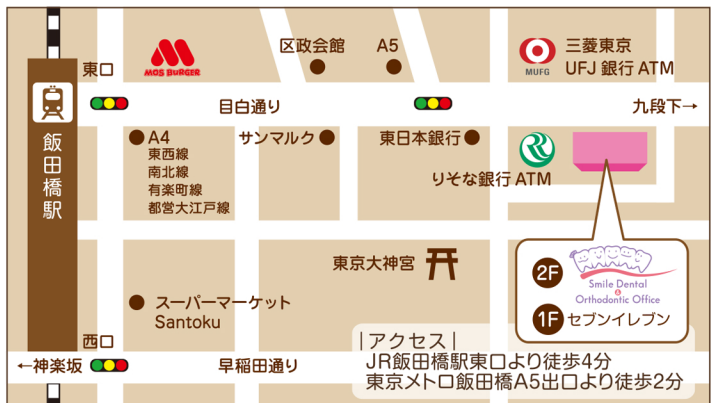 東口
MOS BURGER
区政会館
A5
MUFG
三菱東京
UFJ 銀行 ATM
目白通り
九段下→
飯田橋駅
A4
東西線
南北線
有楽町線
都営大江戸線
サンマルク
東日本銀行
りそな銀行 ATM
東京大神宮
2F
Smile Dental
&
Orthodontic Office
1F セブンイレブン
スーパーマーケット
Santoku
西口
←神楽坂
早稲田通り
|アクセス|
JR飯田橋駅東口より徒歩4分
東京メトロ飯田橋A5出口より徒歩2分